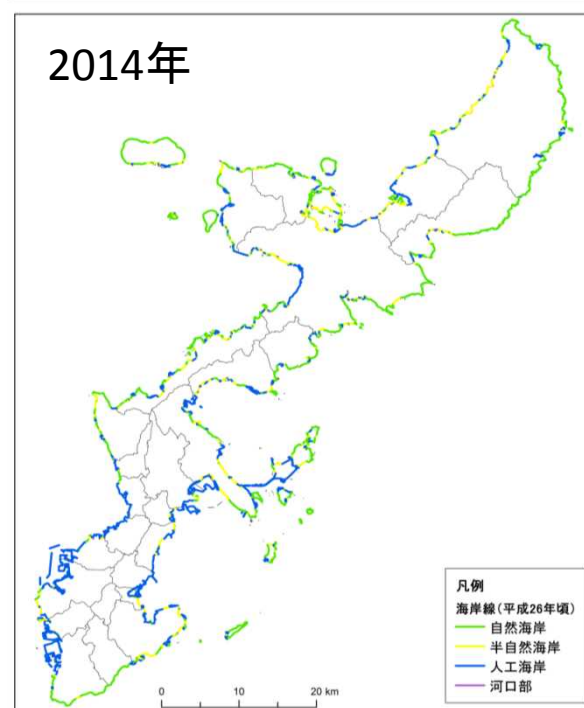 2014年
凡例
海岸線(平成26年頃)
自然海岸
半自然海岸
人工海岸
河口部
0 10 20 km